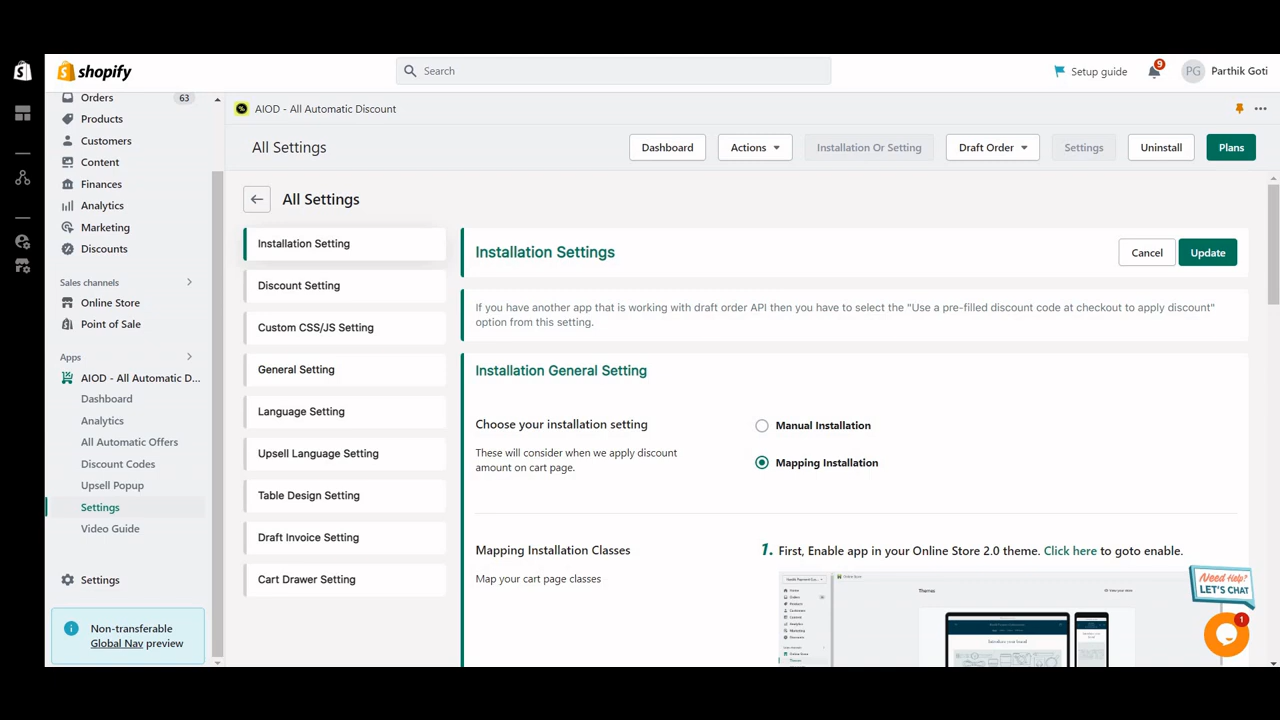 shopify
Search
Setup guide
9
PG
Parthik Goti
Orders
63
Products
Customers
Content
Finances
Analytics
Marketing
Discounts
Sales channels
Online Store
Point of Sale
Apps
AIOD - All Automatic D...
Dashboard
Analytics
All Automatic Offers
Discount Codes
Upsell Popup
Settings
Video Guide
Settings
Non-transferable
Global Nav preview
AIOD - All Automatic Discount
All Settings
Dashboard
Actions
Installation Or Setting
Draft Order
Settings
Uninstall
Plans
All Settings
Installation Setting
Discount Setting
Custom CSS/JS Setting
General Setting
Language Setting
Upsell Language Setting
Table Design Setting
Draft Invoice Setting
Cart Drawer Setting
Installation Settings
Cancel
Update
If you have another app that is working with draft order API then you have to select the "Use a pre-filled discount code at checkout to apply discount"
option from this setting.
Installation General Setting
Choose your installation setting
These will consider when we apply discount
amount on cart page.
Manual Installation
Mapping Installation
Mapping Installation Classes
Map your cart page classes
1. First, Enable app in your Online Store 2.0 theme. Click here to goto enable.
Themes
Need Help?
LET'S CHAT
1